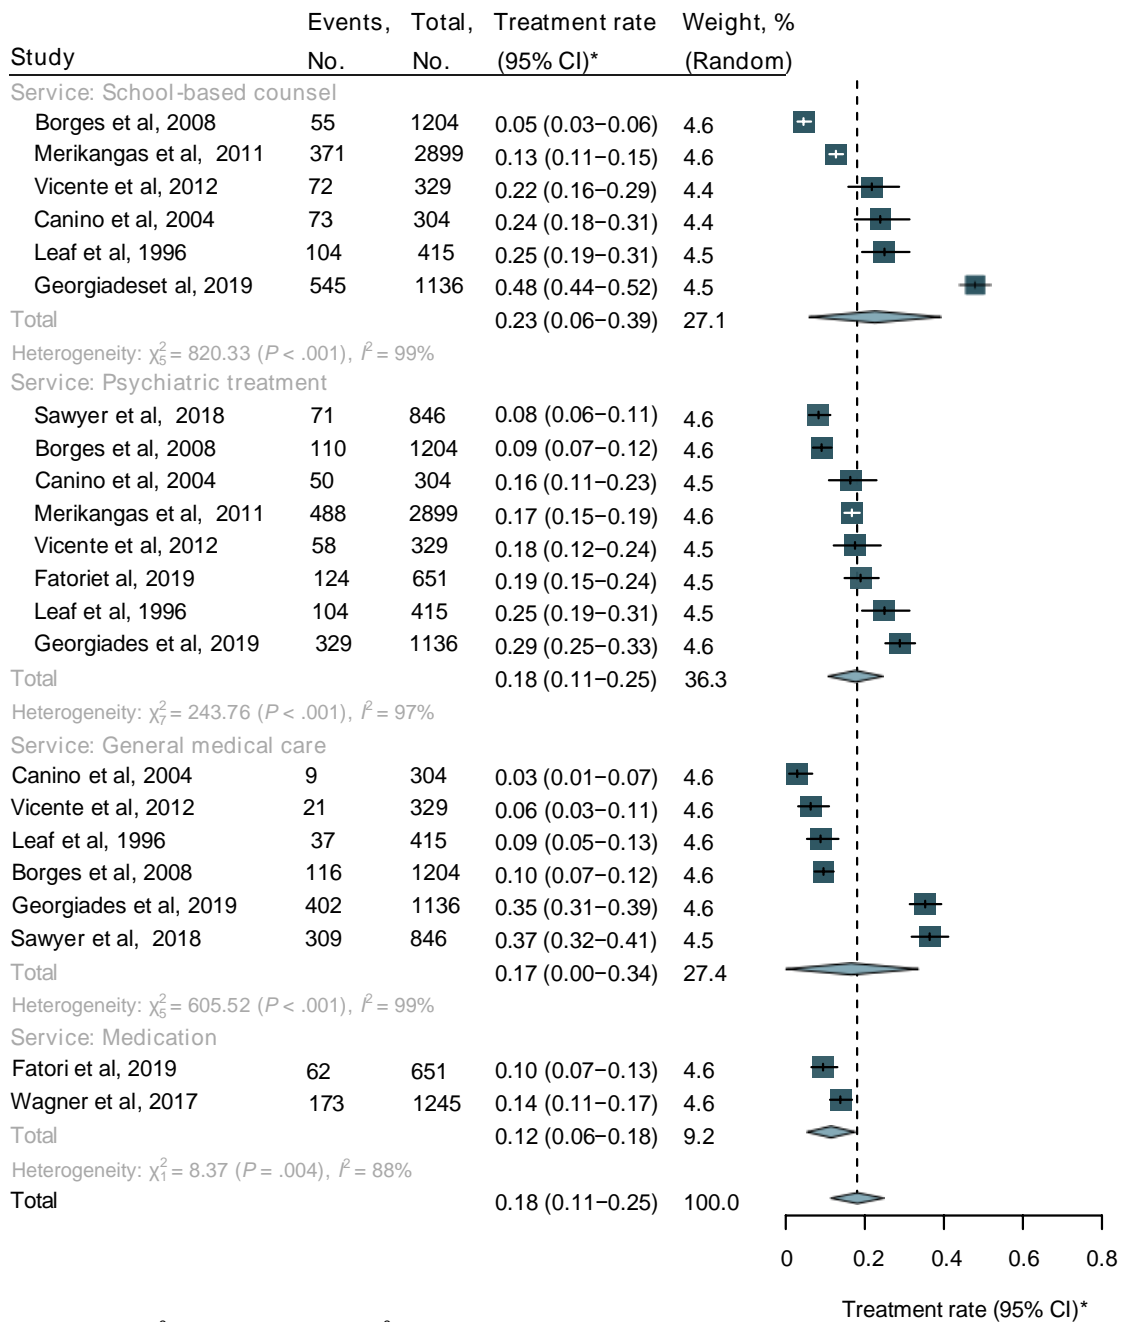 Events, Total, Treatment rate Weight, %
Study No. No. (95% CI)* (Random)
Service: School-based counsel
Borges et al, 2008 55 1204 0.05 (0.03−0.06) 4.6
Merikangas et al, 2011 371 2899 0.13 (0.11−0.15) 4.6
Vicente et al, 2012 72 329 0.22 (0.16−0.29) 4.4
Canino et al, 2004 73 304 0.24 (0.18−0.31) 4.4
Leaf et al, 1996 104 415 0.25 (0.19−0.31) 4.5
Georgiadeset al, 2019 545 1136 0.48 (0.44−0.52) 4.5
Total 0.23 (0.06−0.39) 27.1
Heterogeneity: χ²₅ = 820.33 (P < .001), I² = 99%
Service: Psychiatric treatment
Sawyer et al, 2018 71 846 0.08 (0.06−0.11) 4.6
Borges et al, 2008 110 1204 0.09 (0.07−0.12) 4.6
Canino et al, 2004 50 304 0.16 (0.11−0.23) 4.5
Merikangas et al, 2011 488 2899 0.17 (0.15−0.19) 4.6
Vicente et al, 2012 58 329 0.18 (0.12−0.24) 4.5
Fatoriet al, 2019 124 651 0.19 (0.15−0.24) 4.5
Leaf et al, 1996 104 415 0.25 (0.19−0.31) 4.5
Georgiades et al, 2019 329 1136 0.29 (0.25−0.33) 4.6
Total 0.18 (0.11−0.25) 36.3
Heterogeneity: χ²₇ = 243.76 (P < .001), I² = 97%
Service: General medical care
Canino et al, 2004 9 304 0.03 (0.01−0.07) 4.6
Vicente et al, 2012 21 329 0.06 (0.03−0.11) 4.6
Leaf et al, 1996 37 415 0.09 (0.05−0.13) 4.6
Borges et al, 2008 116 1204 0.10 (0.07−0.12) 4.6
Georgiades et al, 2019 402 1136 0.35 (0.31−0.39) 4.6
Sawyer et al, 2018 309 846 0.37 (0.32−0.41) 4.5
Total 0.17 (0.00−0.34) 27.4
Heterogeneity: χ²₅ = 605.52 (P < .001), I² = 99%
Service: Medication
Fatori et al, 2019 62 651 0.10 (0.07−0.13) 4.6
Wagner et al, 2017 173 1245 0.14 (0.11−0.17) 4.6
Total 0.12 (0.06−0.18) 9.2
Heterogeneity: χ²₁ = 8.37 (P = .004), I² = 88%
Total 0.18 (0.11−0.25) 100.0
0 0.2 0.4 0.6 0.8
Treatment rate (95% CI)*